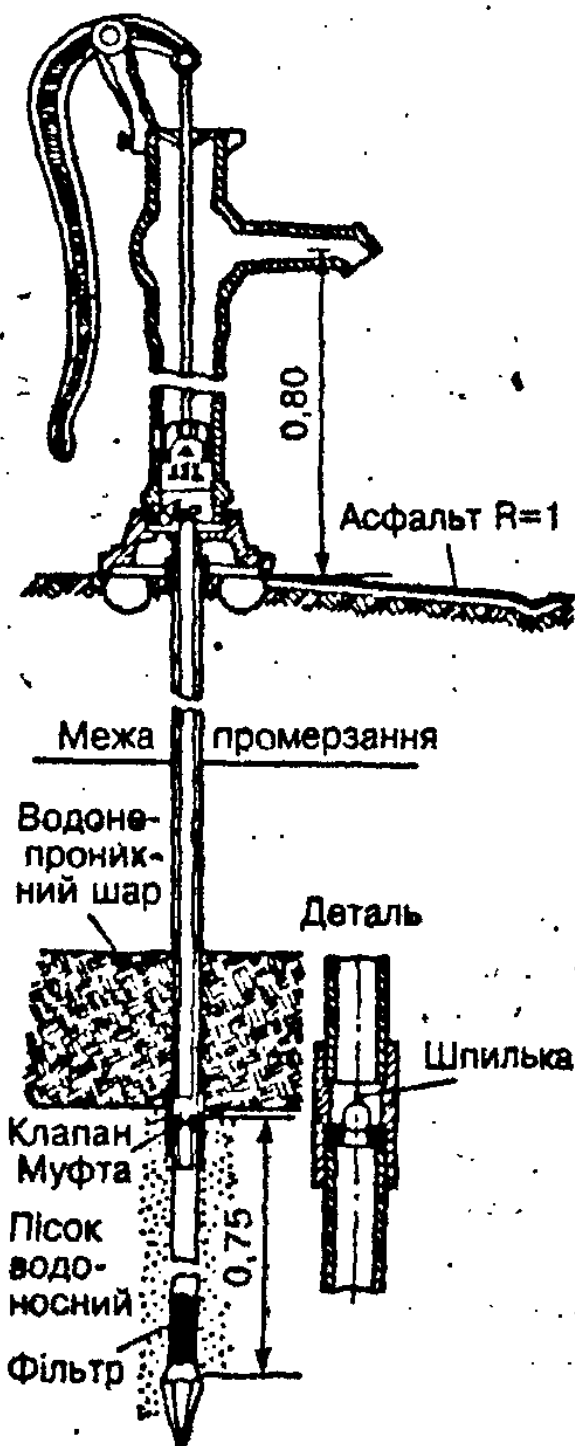 0,80
Асфальт R=1
Межа промерзання
Водоне-
проник-
ний шар
Деталь
Шпилька
Клапан
Муфта
0,75
Пісок
водо-
носний
Фільтр